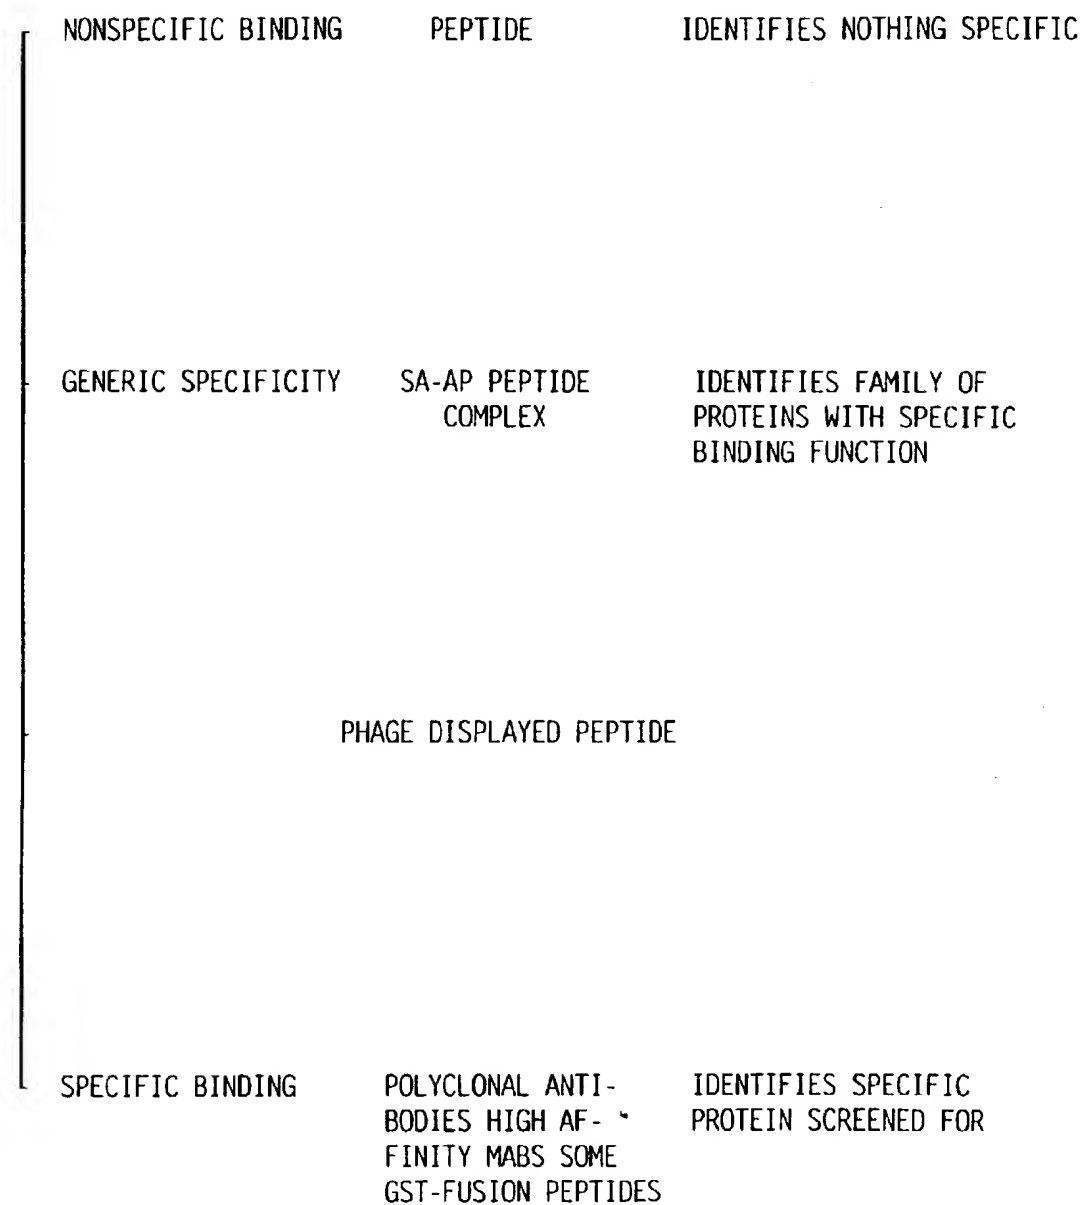 NONSPECIFIC BINDING PEPTIDE IDENTIFIES NOTHING SPECIFIC
GENERIC SPECIFICITY SA-AP PEPTIDE IDENTIFIES FAMILY OF
COMPLEX PROTEINS WITH SPECIFIC
BINDING FUNCTION
PHAGE DISPLAYED PEPTIDE
SPECIFIC BINDING POLYCLONAL ANTI- IDENTIFIES SPECIFIC
BODIES HIGH AF- PROTEIN SCREENED FOR
FINITY MABS SOME
GST-FUSION PEPTIDES